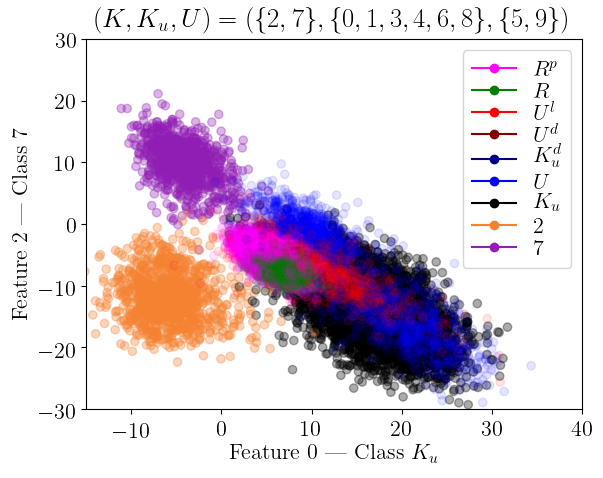 (K, K_u, U) = ({2, 7}, {0, 1, 3, 4, 6, 8}, {5, 9})
30
20
10
0
−10
−20
−30
Feature 2 — Class 7
R^p
R
U^l
U^d
K_u^d
U
K_u
2
7
−10
0
10
20
30
40
Feature 0 — Class K_u